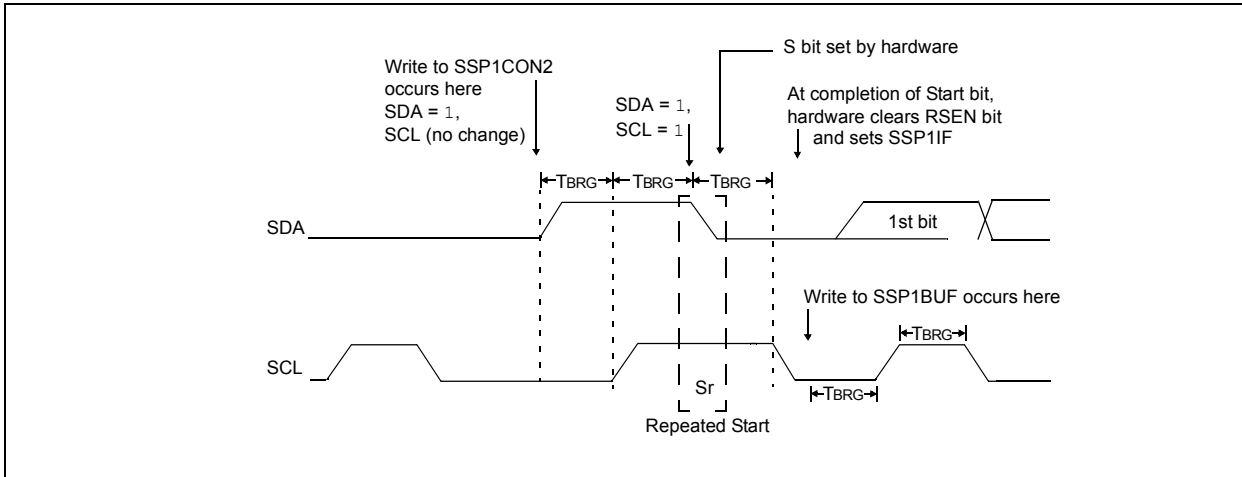 S bit set by hardware
Write to SSP1CON2
occurs here
SDA = 1,
SCL (no change)
SDA = 1,
SCL = 1
At completion of Start bit,
hardware clears RSEN bit
and sets SSP1IF
TBRG TBRG TBRG
SDA
1st bit
Write to SSP1BUF occurs here
TBRG
SCL
Sr
TBRG
Repeated Start